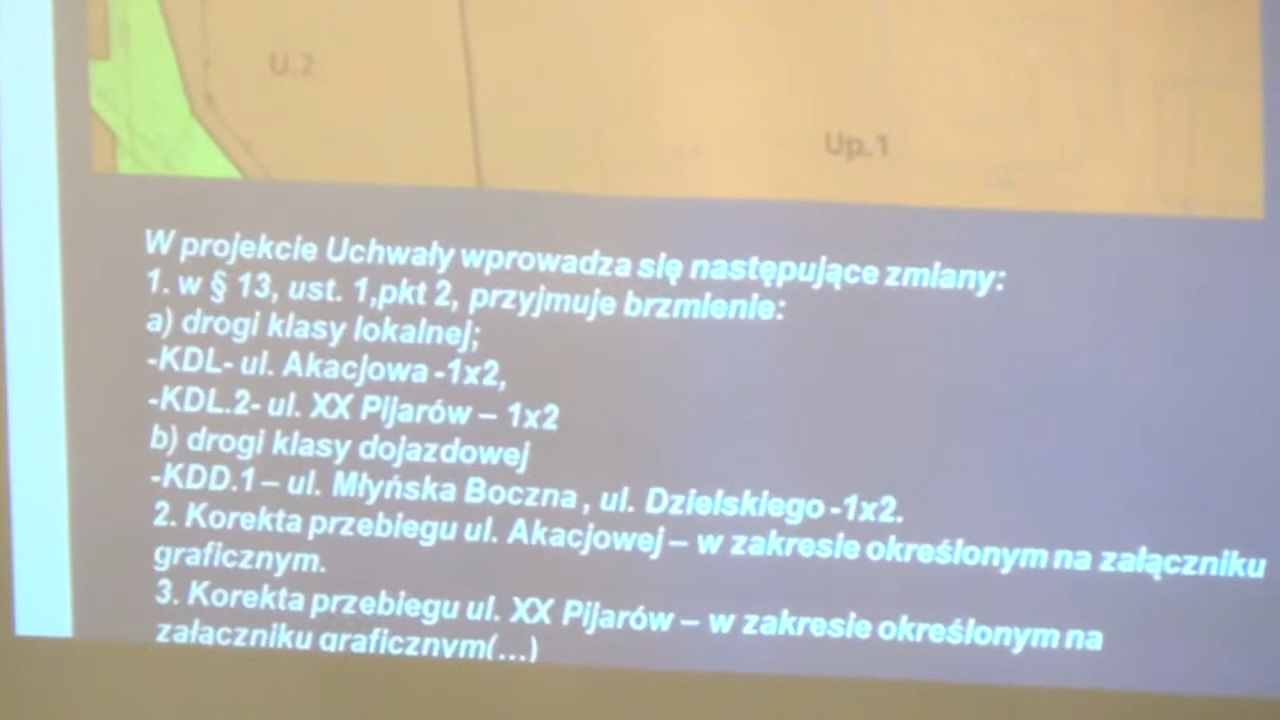 U.2
Up.1
W projekcie Uchwały wprowadza się następujące zmiany:
1. w § 13, ust. 1,pkt 2, przyjmuje brzmienie:
a) drogi klasy lokalnej;
-KDL- ul. Akacjowa -1x2,
-KDL.2- ul. XX Pijarów – 1x2
b) drogi klasy dojazdowej
-KDD.1 – ul. Młyńska Boczna , ul. Dzielskiego -1x2.
2. Korekta przebiegu ul. Akacjowej – w zakresie określonym na załączniku
graficznym.
3. Korekta przebiegu ul. XX Pijarów – w zakresie określonym na
załączniku graficznym(...)